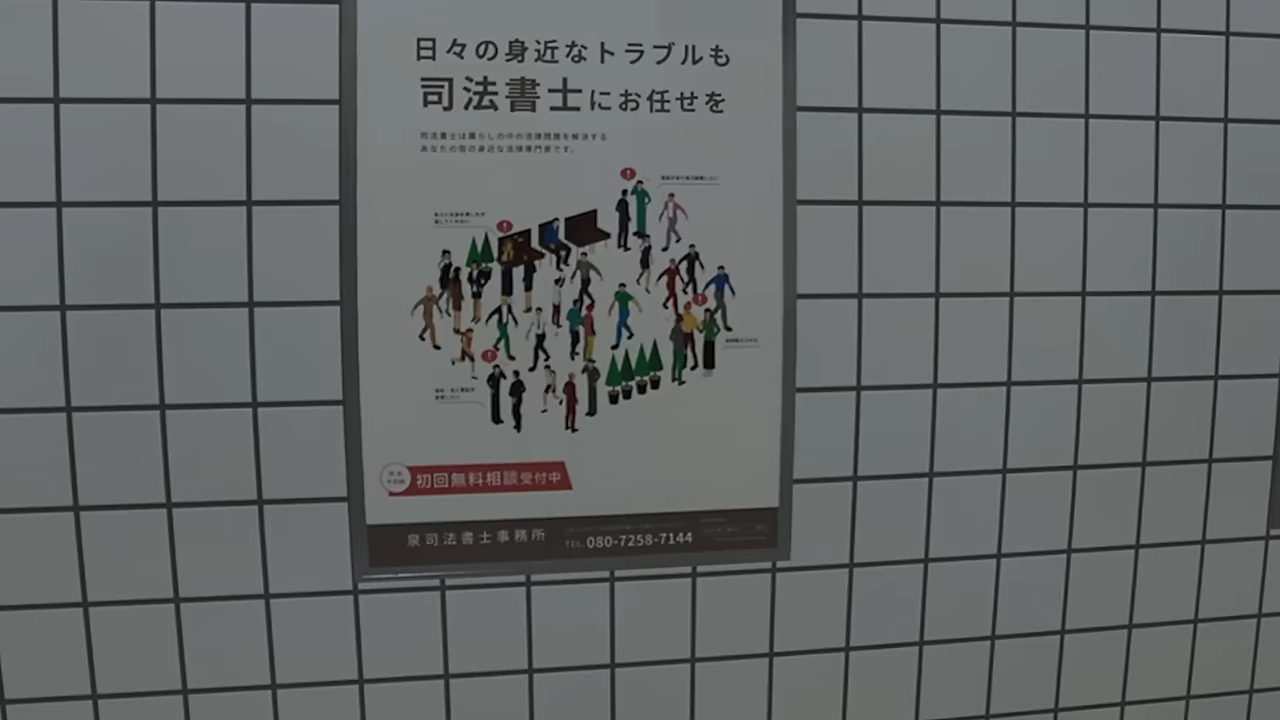 日々の身近なトラブルも
司法書士にお任せを
司法書士は暮らしの中の法律問題を解決する
あなたの街の身近な法律専門家です。
初回無料相談受付中
泉司法書士事務所
TEL. 080-7258-7144